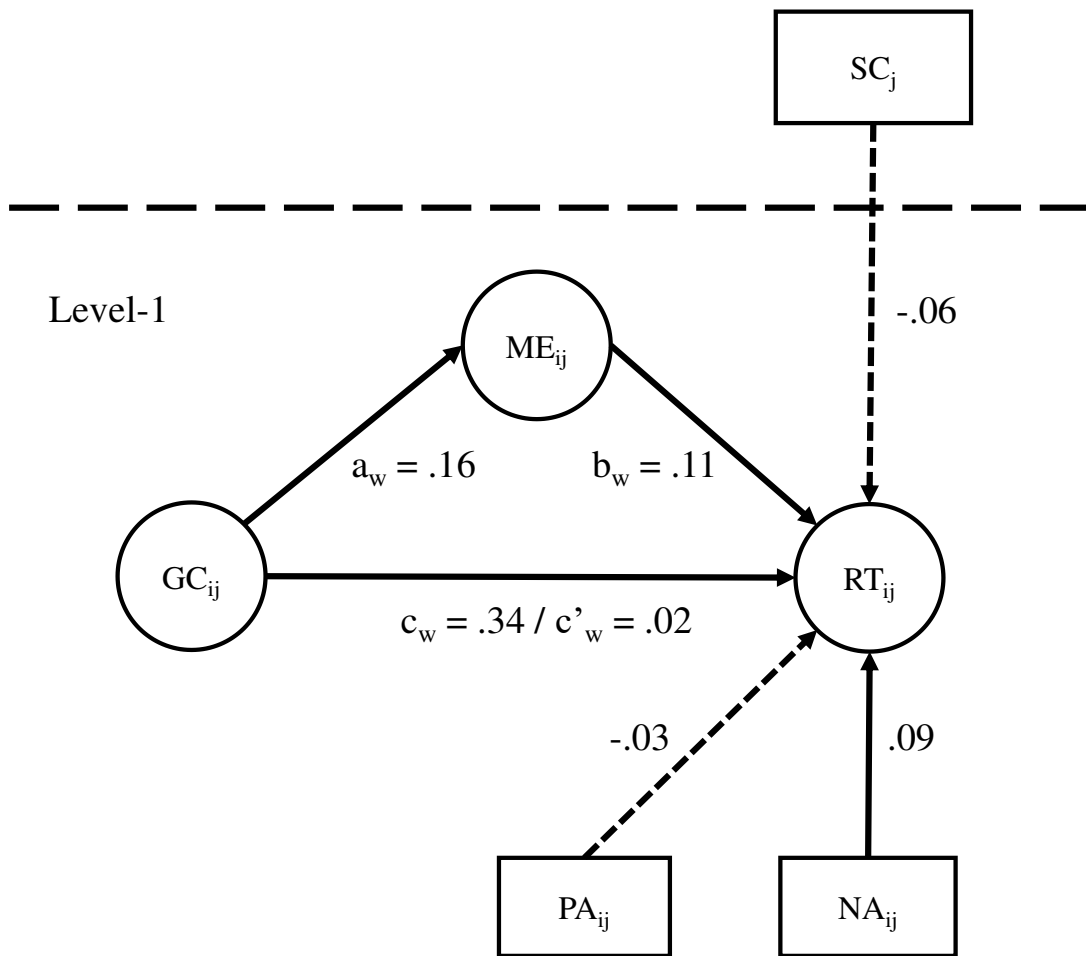 SC_j
Level-1
-.06
ME_ij
a_w = .16
b_w = .11
GC_ij
RT_ij
c_w = .34 / c’_w = .02
-.03
.09
PA_ij
NA_ij